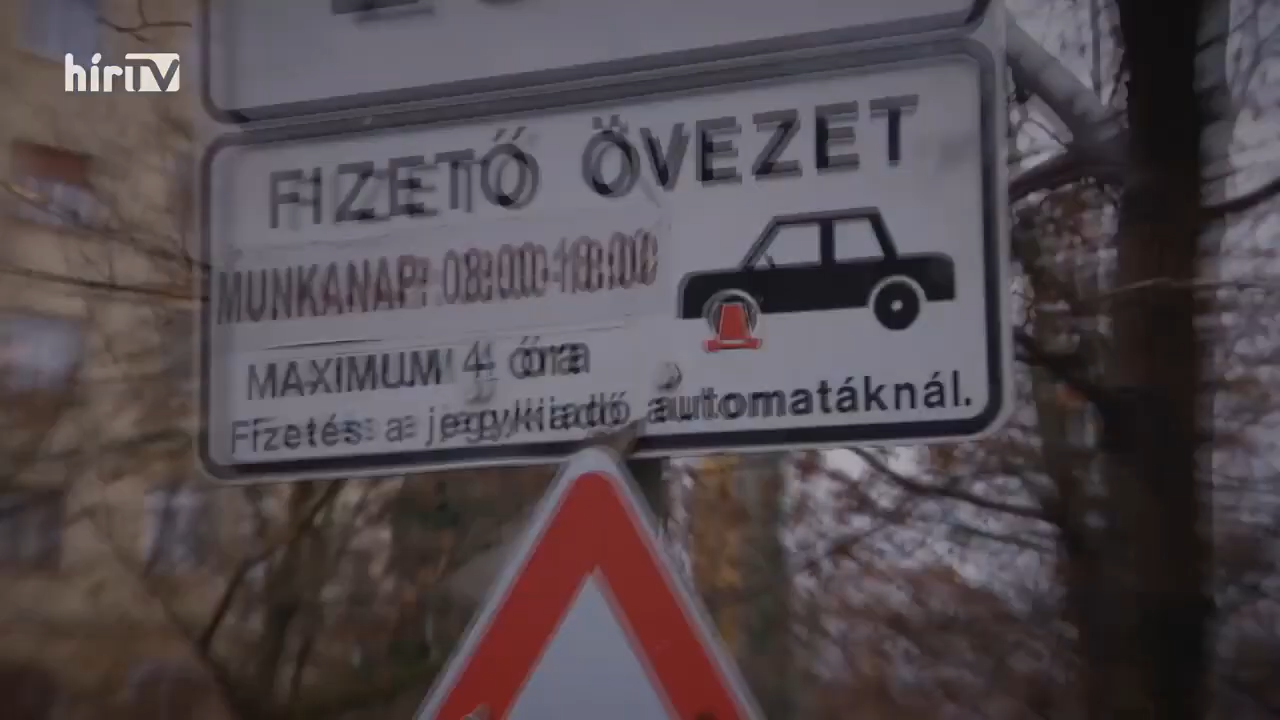 hírTV
FIZETŐ ÖVEZET
MUNKANAP: 08:00-18:00
MAXIMUM 4 óra
Fizetés a jegykiadó automatáknál.